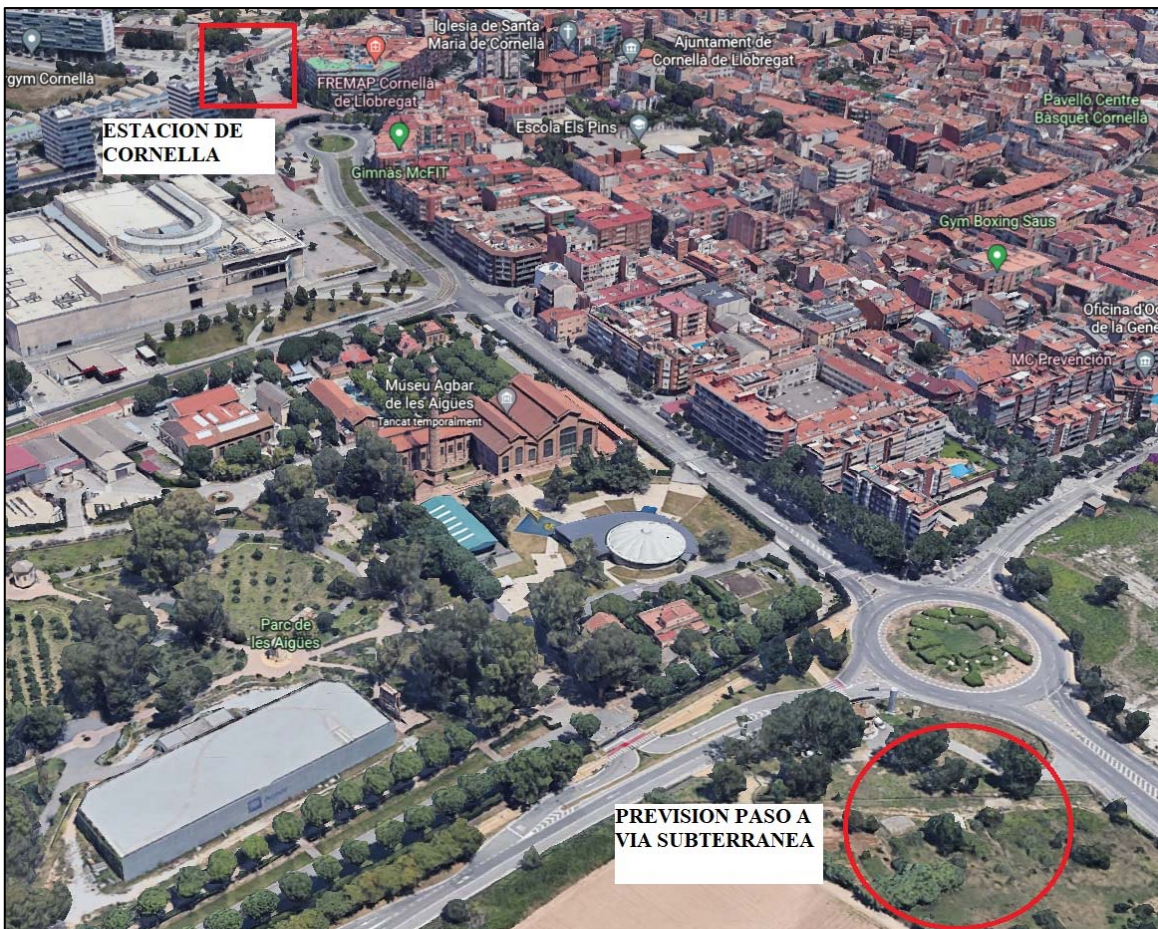 Iglesia de Santa
Maria de Cornellà
Ajuntament de
Cornellà de Llobregat
rgym Cornellà
FREMAP Cornellà
de Llobregat
Pavelló Centre
Bàsquet Cornellà
ESTACION DE
CORNELLA
Escola Els Pins
Gimnàs McFIT
Gym Boxing Saus
Oficina d'Oc
de la Gene
MC Prevención
Museu Agbar
de les Aigües
Tancat temporalment
Parc de
les Aigües
PREVISION PASO A
VIA SUBTERRANEA